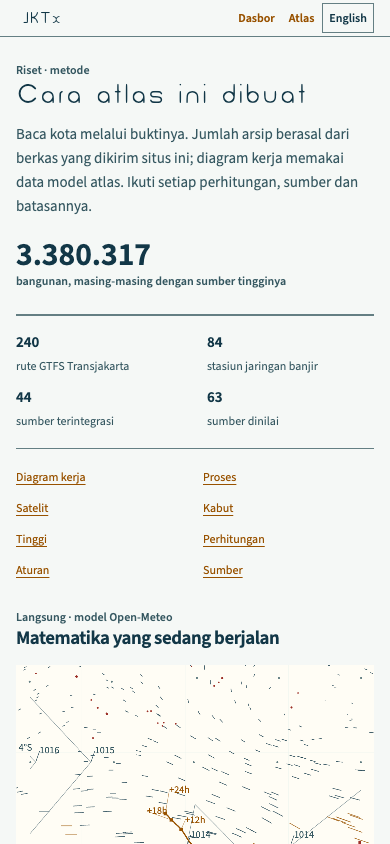 JKTx
Dasbor Atlas English
Riset · metode
Cara atlas ini dibuat
Baca kota melalui buktinya. Jumlah arsip berasal dari
berkas yang dikirim situs ini; diagram kerja memakai
data model atlas. Ikuti setiap perhitungan, sumber dan
batasannya.
3.380.317
bangunan, masing-masing dengan sumber tingginya
240 84
rute GTFS Transjakarta stasiun jaringan banjir
44 63
sumber terintegrasi sumber dinilai
Diagram kerja Proses
Satelit Kabut
Tinggi Perhitungan
Aturan Sumber
Langsung · model Open-Meteo
Matematika yang sedang berjalan
4°S 1016 1015
+24h
+18h
+12h
1014 1014